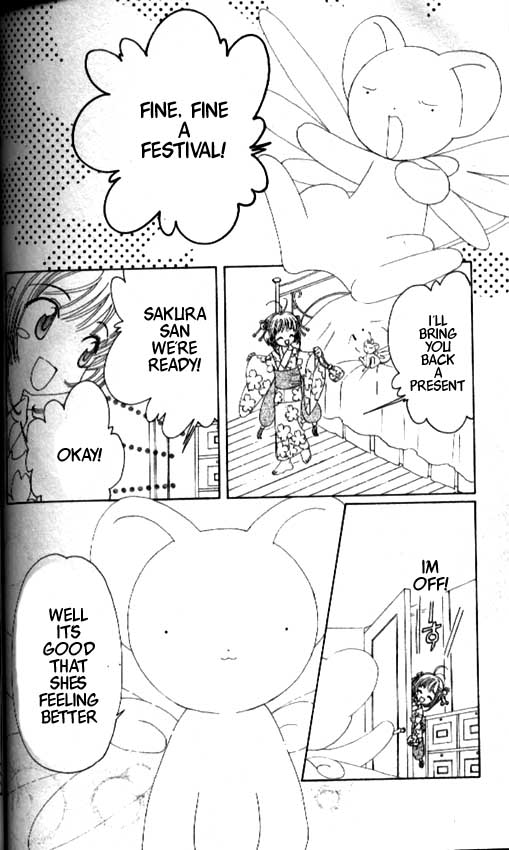 FINE, FINE
A
FESTIVAL!
I'LL
BRING
YOU
BACK
A
PRESENT
SAKURA
SAN
WE'RE
READY!
OKAY!
IM
OFF!
WELL
ITS
GOOD
THAT
SHES
FEELING
BETTER